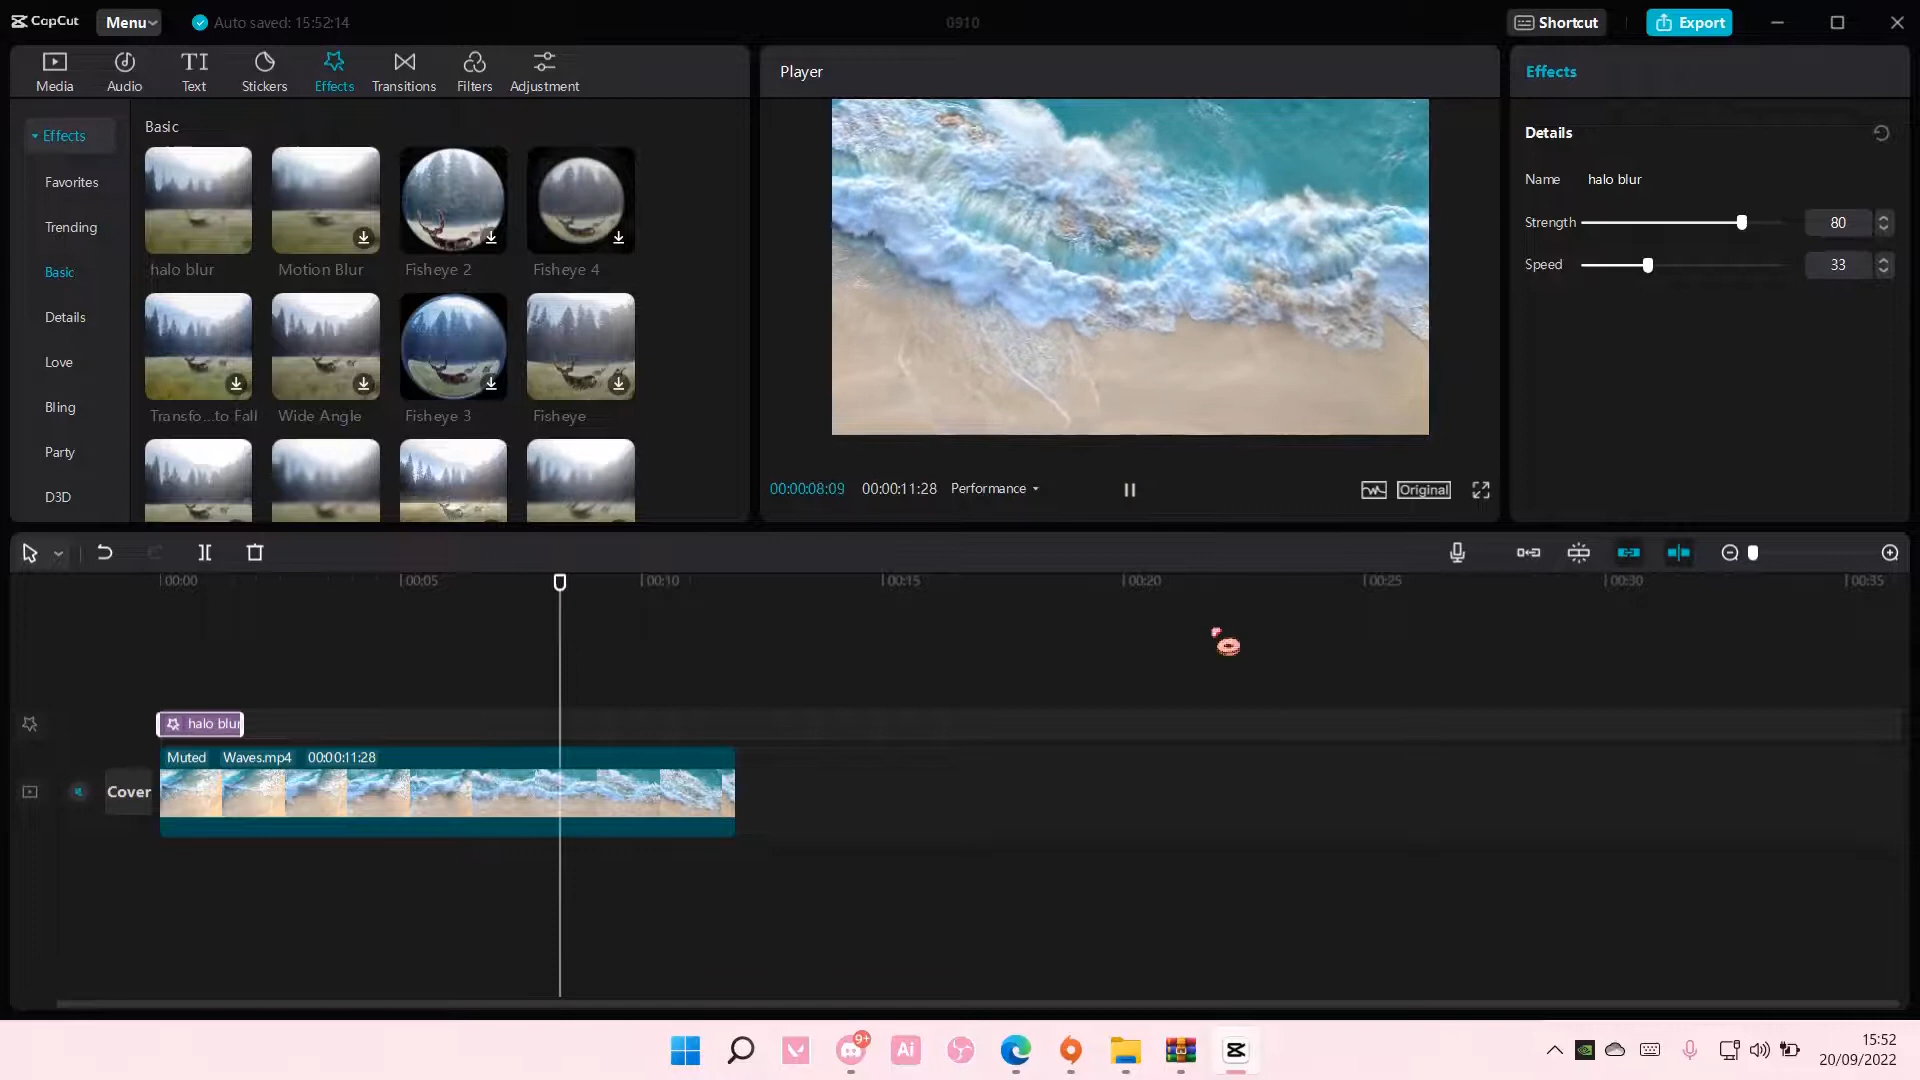 CapCut
Menu
Auto saved: 15:52:14
0910
Shortcut
Export
Media
Audio
TI
Text
Stickers
Effects
Transitions
Filters
Adjustment
Player
Effects
Effects
Favorites
Trending
Basic
Details
Love
Bling
Party
D3D
Basic
halo blur
Motion Blur
Fisheye 2
Fisheye 4
Transfo...to Fall
Wide Angle
Fisheye 3
Fisheye
00:00:08:09
00:00:11:28
Performance
Original
Details
Name
halo blur
Strength
80
Speed
33
00:00
00:05
00:10
00:15
00:20
00:25
00:30
00:35
halo blur
Muted
Waves.mp4
00:00:11:28
Cover
9+
Ai
15:52
20/09/2022